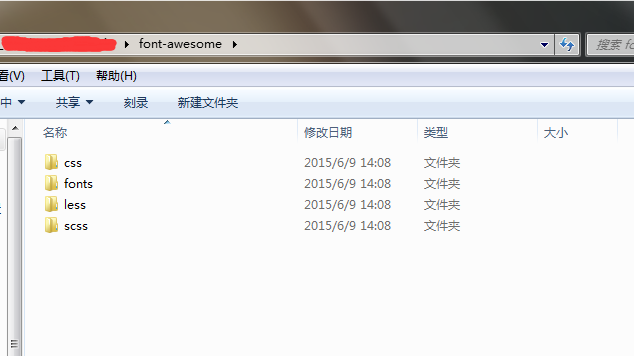 font-awesome
搜索 fo
看(V) 工具(T) 帮助(H)
中 共享 刻录 新建文件夹
名称 修改日期 类型 大小
css 2015/6/9 14:08 文件夹
fonts 2015/6/9 14:08 文件夹
less 2015/6/9 14:08 文件夹
scss 2015/6/9 14:08 文件夹